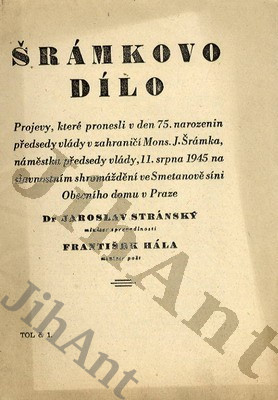 ŠRÁMKOVO
DÍLO
Projevy, které pronesli v den 75. narozenin
předsedy vlády v zahraničí Mons. J. Šrámka,
náměstka předsedy vlády, 11. srpna 1945 na
slavnostním shromáždění ve Smetanově síni
Obecního domu v Praze
Dr JAROSLAV STRÁNSKÝ
ministr spravedlnosti
FRANTIŠEK HÁLA
ministr pošt
TOL č. 1.
JihAnt
JihAnt